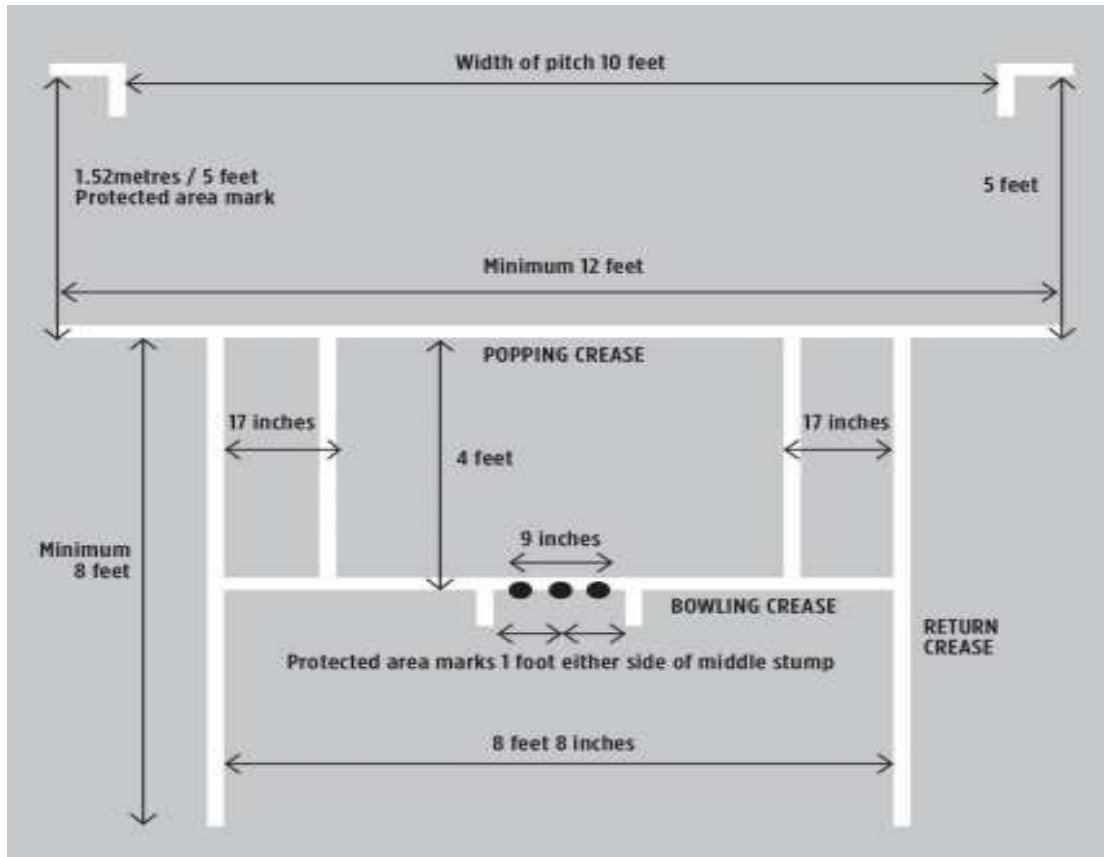 Width of pitch 10 feet
1.52metres / 5 feet
Protected area mark
5 feet
Minimum 12 feet
POPPING CREASE
17 inches
17 inches
4 feet
Minimum
8 feet
9 inches
BOWLING CREASE
RETURN
CREASE
Protected area marks 1 foot either side of middle stump
8 feet 8 inches